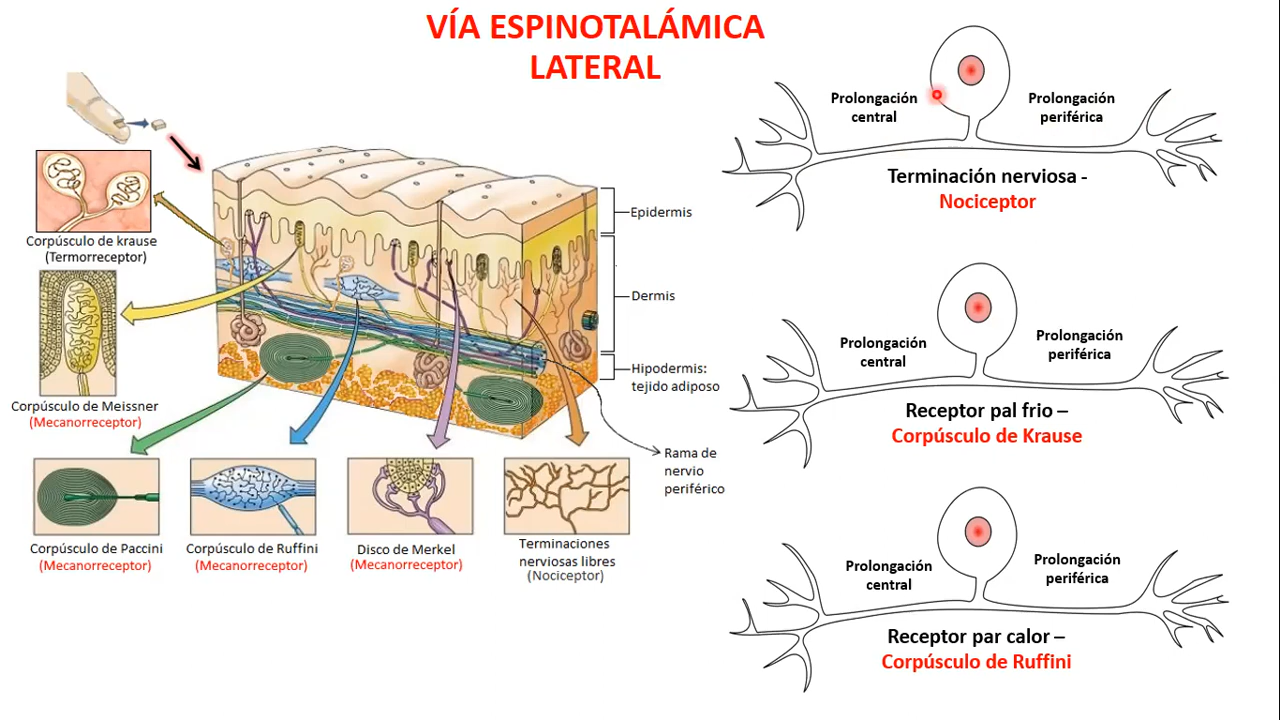 VÍA ESPINOTALÁMICA
LATERAL
Corpúsculo de krause
(Termorreceptor)
Corpúsculo de Meissner
(Mecanorreceptor)
Corpúsculo de Paccini
(Mecanorreceptor)
Corpúsculo de Ruffini
(Mecanorreceptor)
Disco de Merkel
(Mecanorreceptor)
Terminaciones
nerviosas libres
(Nociceptor)
Epidermis
Dermis
Hipodermis:
tejido adiposo
Rama de
nervio
periférico
Prolongación
central
Prolongación
periférica
Terminación nerviosa -
Nociceptor
Prolongación
central
Prolongación
periférica
Receptor pal frio –
Corpúsculo de Krause
Prolongación
central
Prolongación
periférica
Receptor par calor –
Corpúsculo de Ruffini